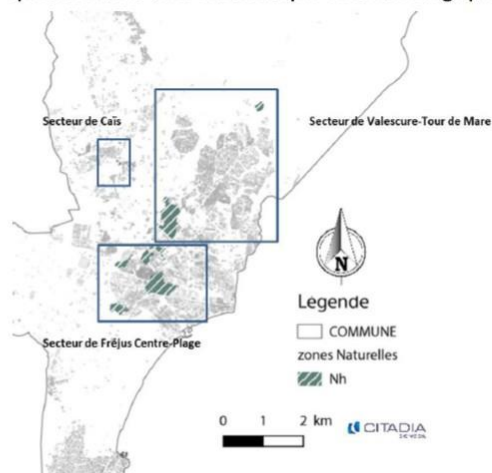 Secteur de Caïs
Secteur de Valescure-Tour de Mare
Secteur de Fréjus Centre-Plage
N
Légende
COMMUNE
zones Naturelles
Nh
0 1 2 km
CITADIA